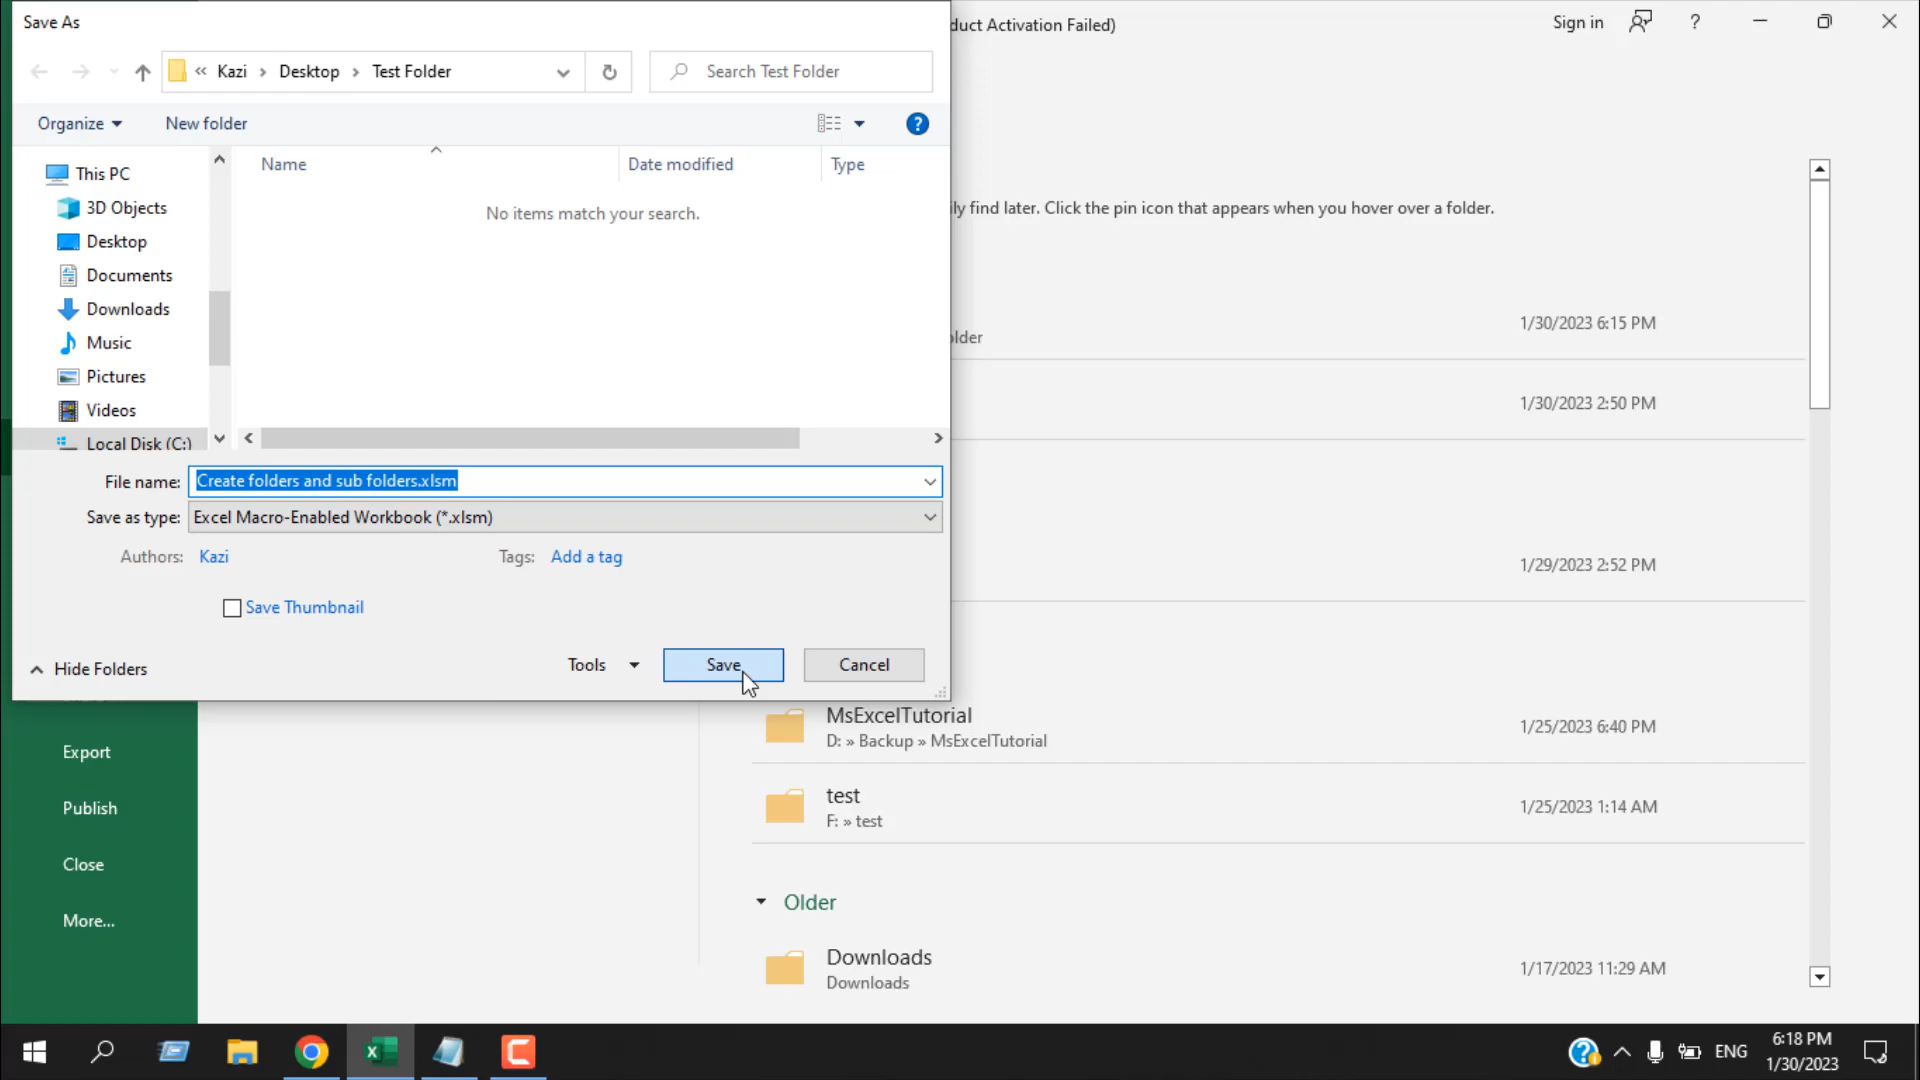 Save As
duct Activation Failed)
Sign in
?
« Kazi > Desktop > Test Folder
Search Test Folder
Organize
New folder
?
Name
Date modified
Type
No items match your search.
This PC
3D Objects
Desktop
Documents
Downloads
Music
Pictures
Videos
Local Disk (C:)
ily find later. Click the pin icon that appears when you hover over a folder.
1/30/2023 6:15 PM
older
1/30/2023 2:50 PM
1/29/2023 2:52 PM
File name: Create folders and sub folders.xlsm
Save as type: Excel Macro-Enabled Workbook (*.xlsm)
Authors: Kazi
Tags: Add a tag
Save Thumbnail
Hide Folders
Tools
Save
Cancel
Export
Publish
Close
More...
MsExcelTutorial
D: » Backup » MsExcelTutorial
1/25/2023 6:40 PM
test
F: » test
1/25/2023 1:14 AM
Older
Downloads
Downloads
1/17/2023 11:29 AM
ENG
6:18 PM
1/30/2023